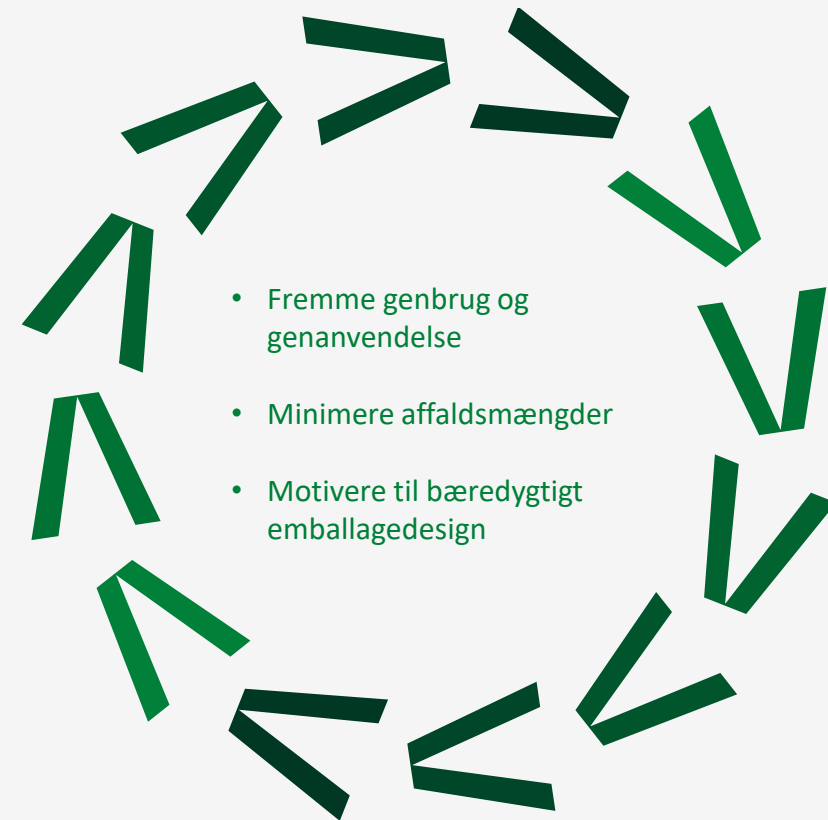 • Fremme genbrug og
genanvendelse
• Minimere affaldsmængder
• Motivere til bæredygtigt
emballagedesign